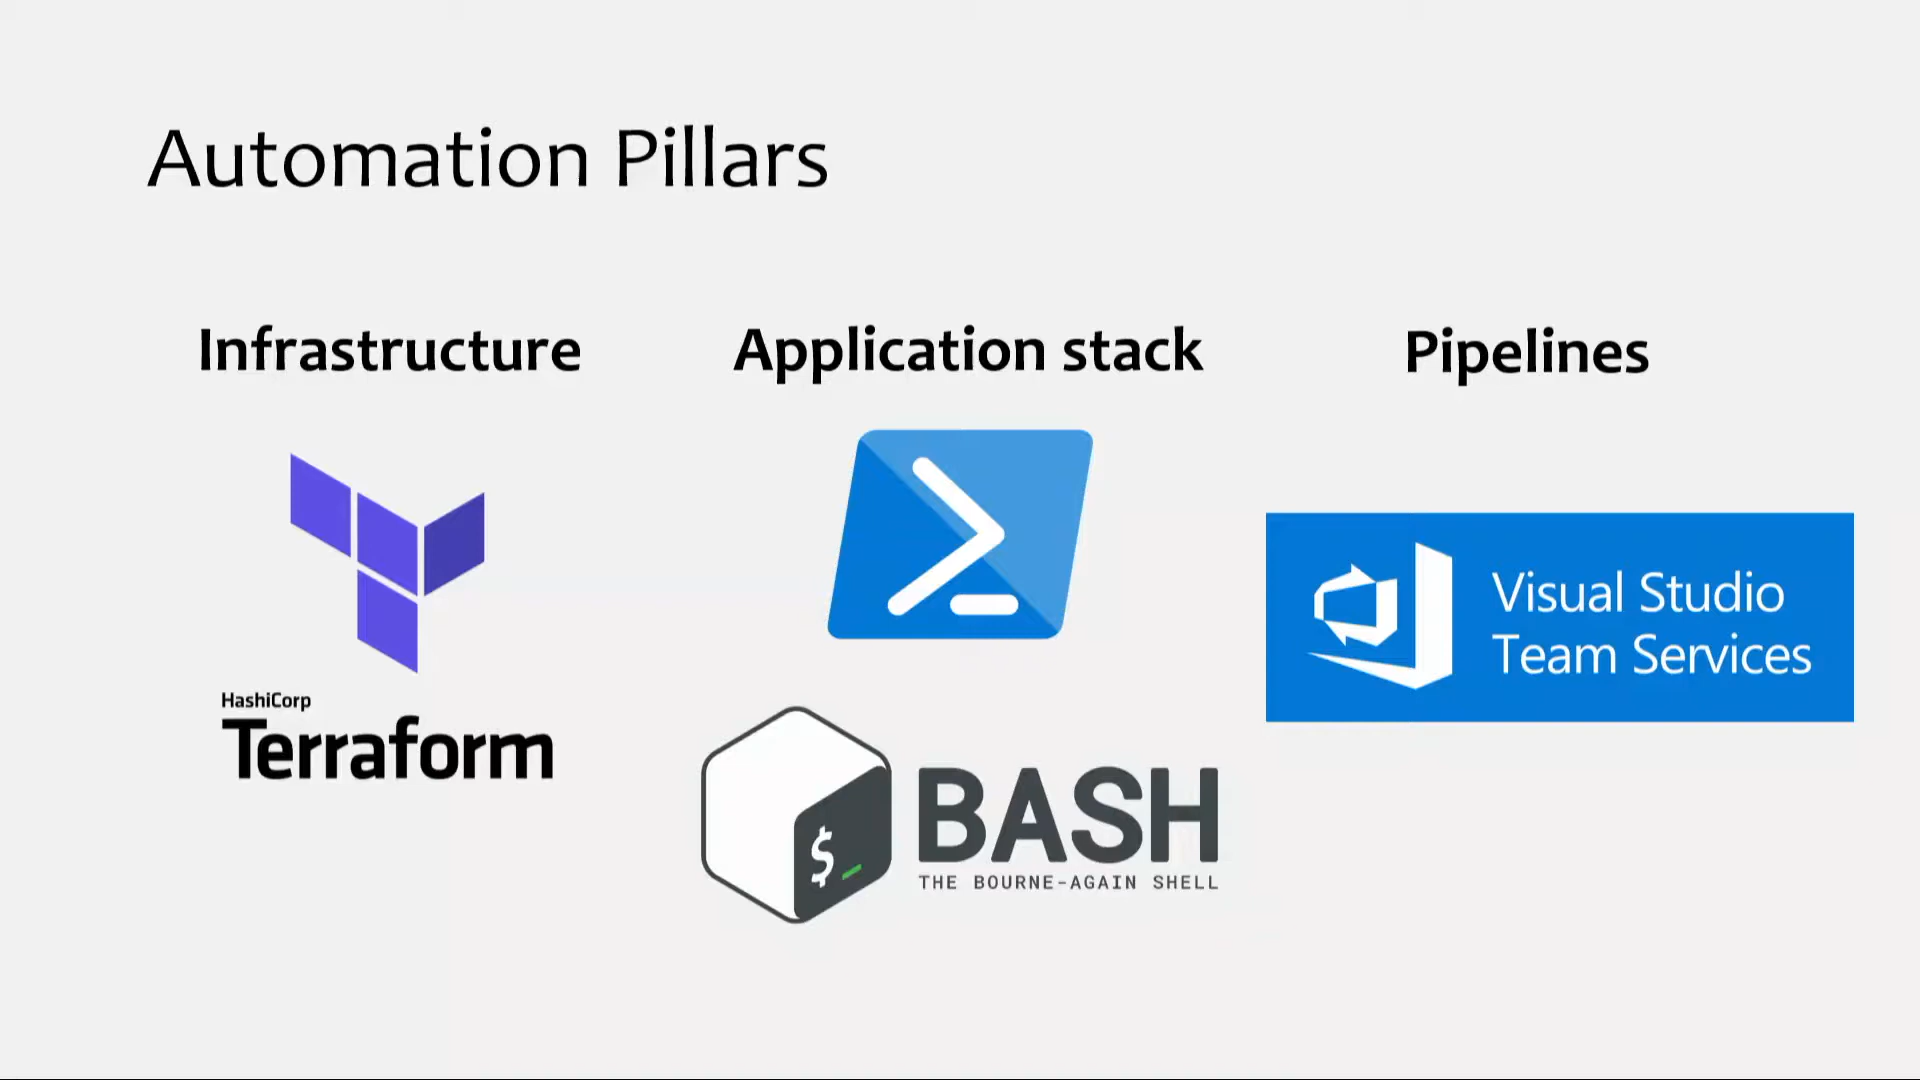 Automation Pillars
Infrastructure
HashiCorp
Terraform
Application stack
$_
BASH
THE BOURNE-AGAIN SHELL
Pipelines
Visual Studio
Team Services